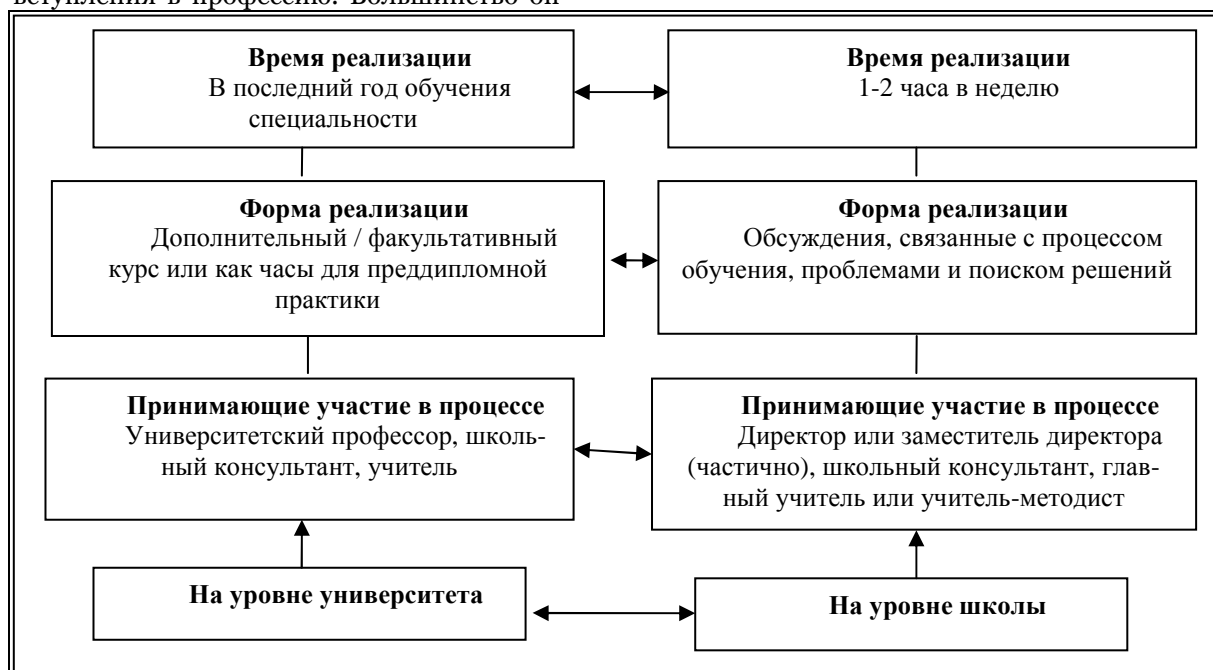 Время реализации
В последний год обучения
специальности
Время реализации
1-2 часа в неделю
Форма реализации
Дополнительный / факультативный
курс или как часы для преддипломной
практики
Форма реализации
Обсуждения, связанные с процессом
обучения, проблемами и поиском решений
Принимающие участие в процессе
Университетский профессор, школь-
ный консультант, учитель
Принимающие участие в процессе
Директор или заместитель директора
(частично), школьный консультант, глав-
ный учитель или учитель-методист
На уровне университета
На уровне школы